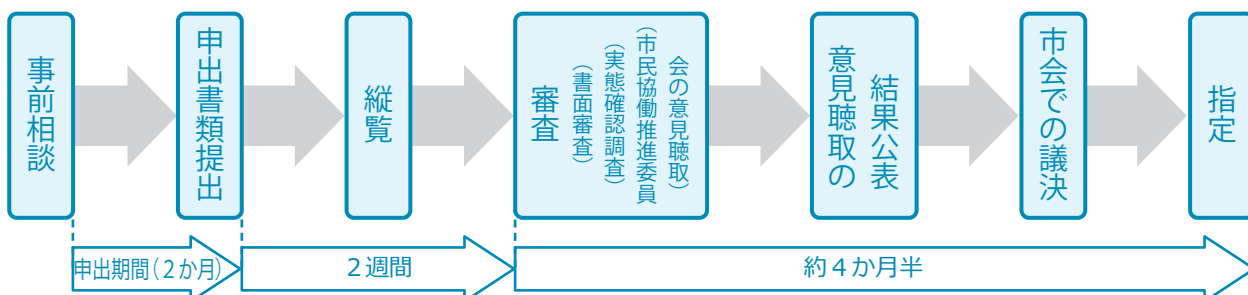 事前相談
申出書類提出
縦覧
審査
（書面審査）
（実態確認調査）
（市民協働推進委員
会の意見聴取）
意見聴取の
結果公表
市会での議決
指定
申出期間（２か月）
２週間
約４か月半